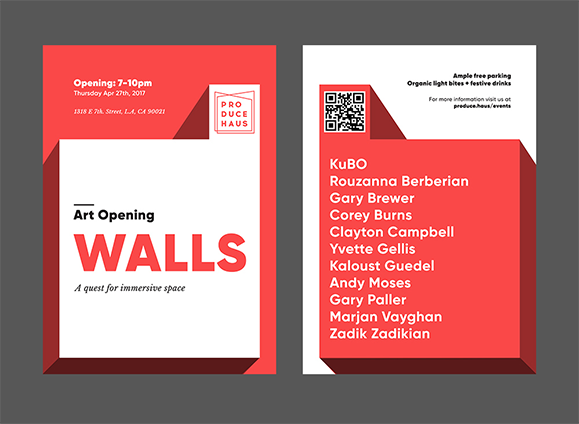 Opening: 7-10pm
Thursday Apr 27th, 2017
1318 E 7th. Street, L.A, CA 90021
PRO
DUCE
HAUS
Art Opening
WALLS
A quest for immersive space
Ample free parking
Organic light bites + festive drinks
For more information visit us at
produce.haus/events
KuBO
Rouzanna Berberian
Gary Brewer
Corey Burns
Clayton Campbell
Yvette Gellis
Kaloust Guedel
Andy Moses
Gary Paller
Marjan Vayghan
Zadik Zadikian